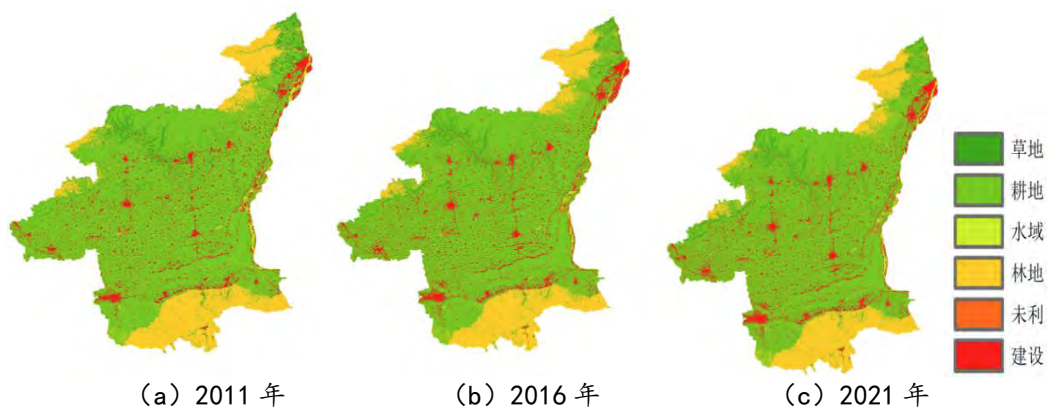 草地
耕地
水域
林地
未利
建设
(a) 2011 年
(b) 2016 年
(c) 2021 年